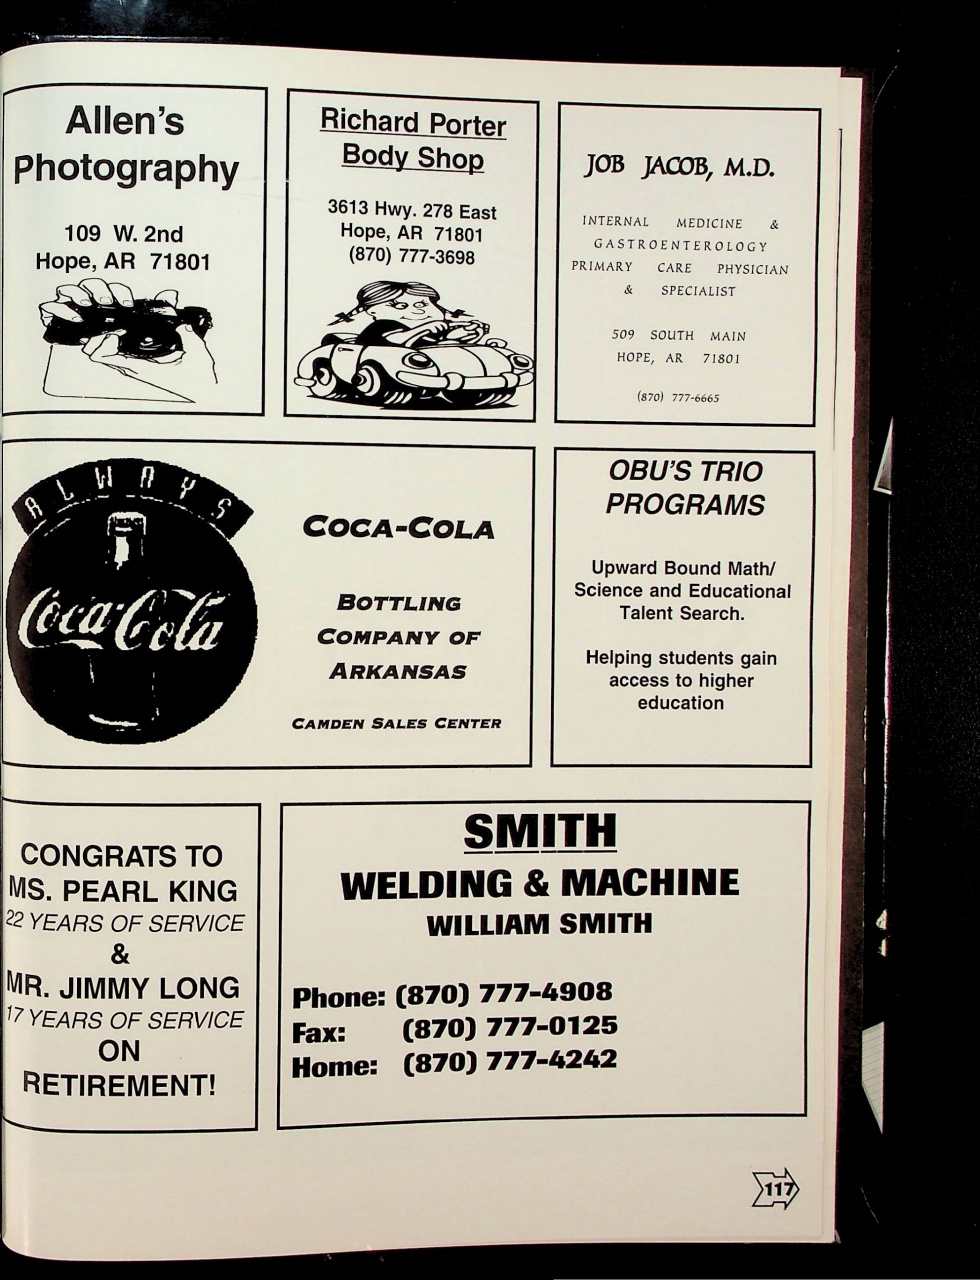 Allen's
Photography
109 W. 2nd
Hope, AR 71801
Richard Porter
Body Shop
3613 Hwy. 278 East
Hope, AR 71801
(870) 777-3698
JOB JACOB, M.D.
INTERNAL MEDICINE &
GASTROENTEROLOGY
PRIMARY CARE PHYSICIAN
& SPECIALIST
509 SOUTH MAIN
HOPE, AR 71801
(870) 777-6665
ALWAYS
Coca-Cola
COCA-COLA
BOTTLING
COMPANY OF
ARKANSAS
CAMDEN SALES CENTER
OBU'S TRIO
PROGRAMS
Upward Bound Math/
Science and Educational
Talent Search.
Helping students gain
access to higher
education
CONGRATS TO
MS. PEARL KING
22 YEARS OF SERVICE
&
MR. JIMMY LONG
17 YEARS OF SERVICE
ON
RETIREMENT!
SMITH
WELDING & MACHINE
WILLIAM SMITH
Phone: (870) 777-4908
Fax: (870) 777-0125
Home: (870) 777-4242
117